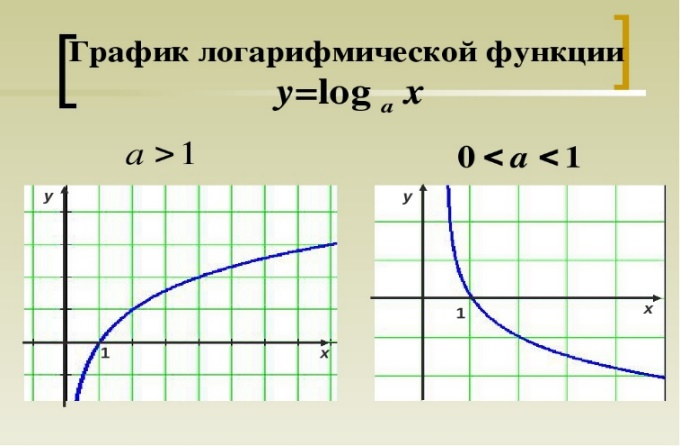 График логарифмической функции
y=log a x
a >1
0 < a < 1
y
1
x
y
1
x